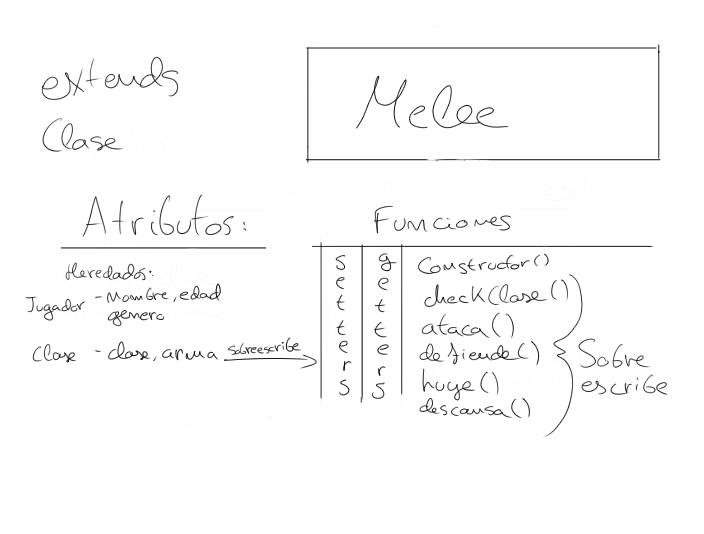 extends
Clase
Melee
Atributos:
Heredados:
Jugador - Nombre, edad
genero
Clase - clase, arma sobreescribe
Funciones
setters
getters
Constructor()
checkClase()
ataca()
defiende()
huye()
descansa()
Sobre
escribe